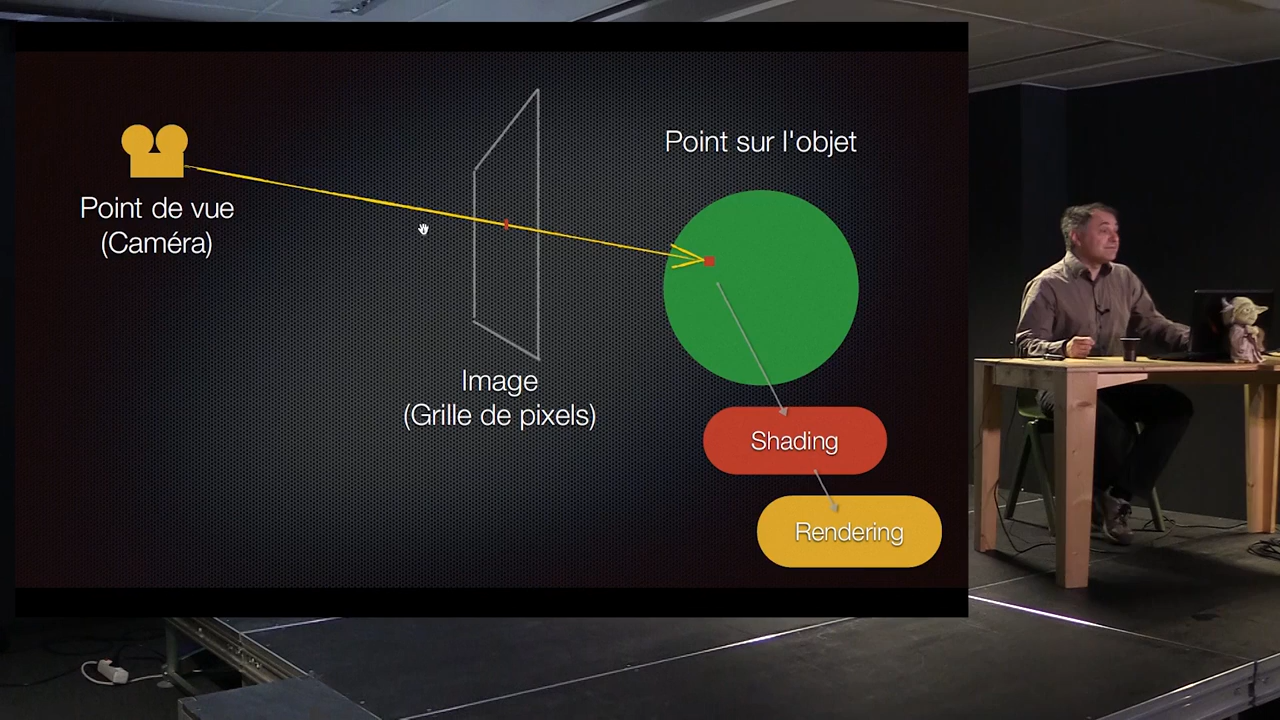 Point de vue
(Caméra)
Image
(Grille de pixels)
Point sur l'objet
Shading
Rendering